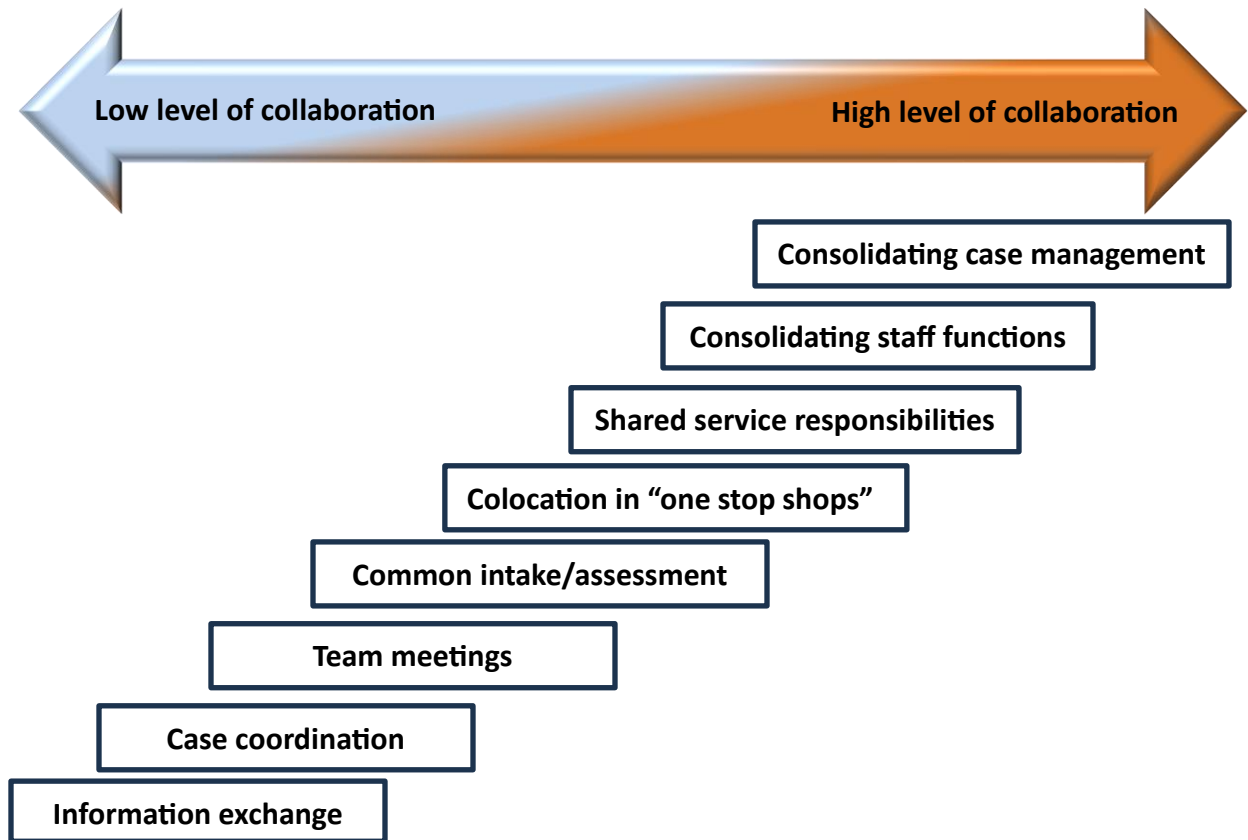 Low level of collaboration
High level of collaboration
Consolidating case management
Consolidating staff functions
Shared service responsibilities
Colocation in “one stop shops”
Common intake/assessment
Team meetings
Case coordination
Information exchange